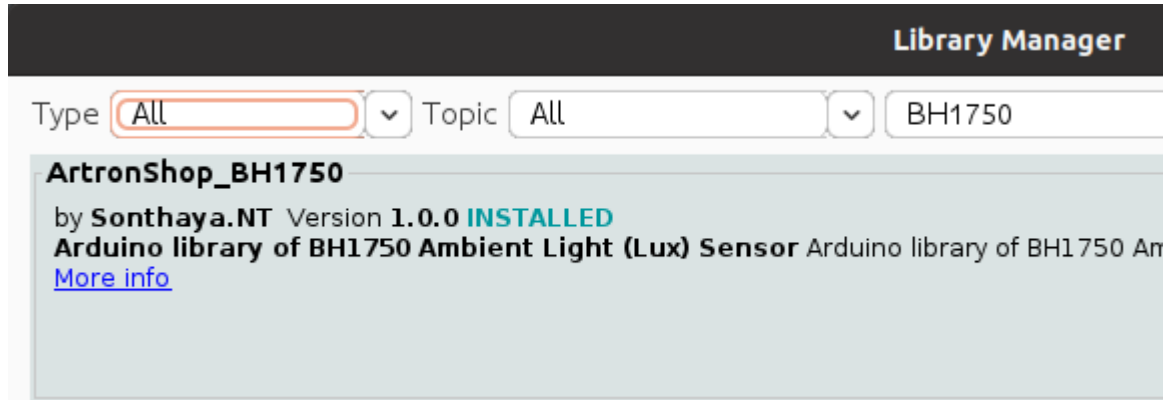 Library Manager
Type All Topic All BH1750
ArtronShop_BH1750
by Sonthaya.NT Version 1.0.0 INSTALLED
Arduino library of BH1750 Ambient Light (Lux) Sensor Arduino library of BH1750 Am
More info